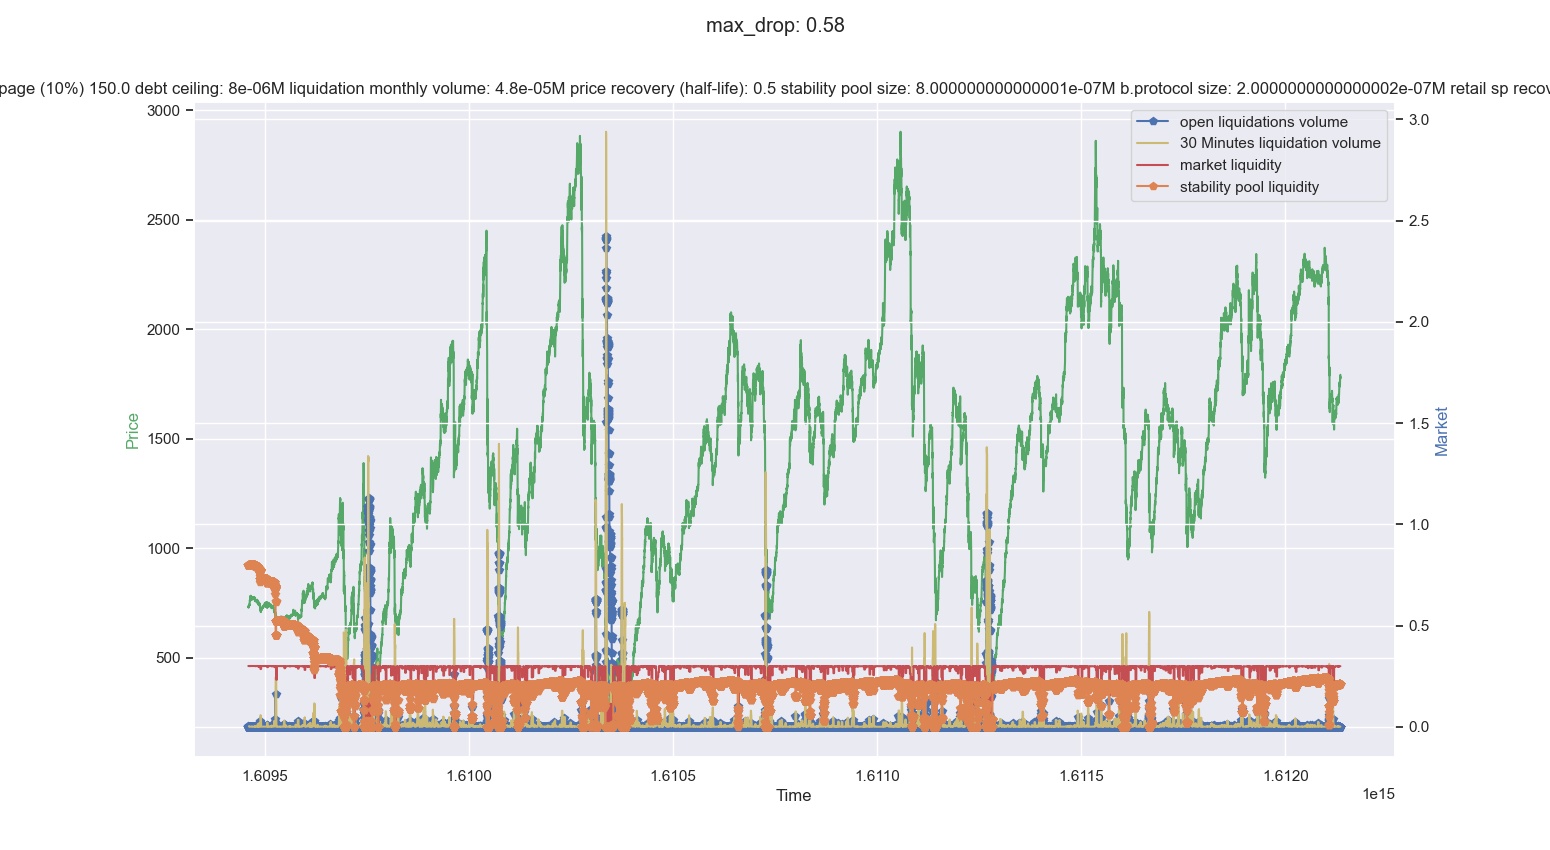 max_drop: 0.58
page (10%) 150.0 debt ceiling: 8e-06M liquidation monthly volume: 4.8e-05M price recovery (half-life): 0.5 stability pool size: 8.000000000000001e-07M b.protocol size: 2.0000000000000002e-07M retail sp recov
3000
2500
2000
1500
1000
500
Price
open liquidations volume
30 Minutes liquidation volume
market liquidity
stability pool liquidity
3.0
2.5
2.0
1.5
1.0
0.5
0.0
Market
1.6095 1.6100 1.6105 1.6110 1.6115 1.6120
1e15
Time